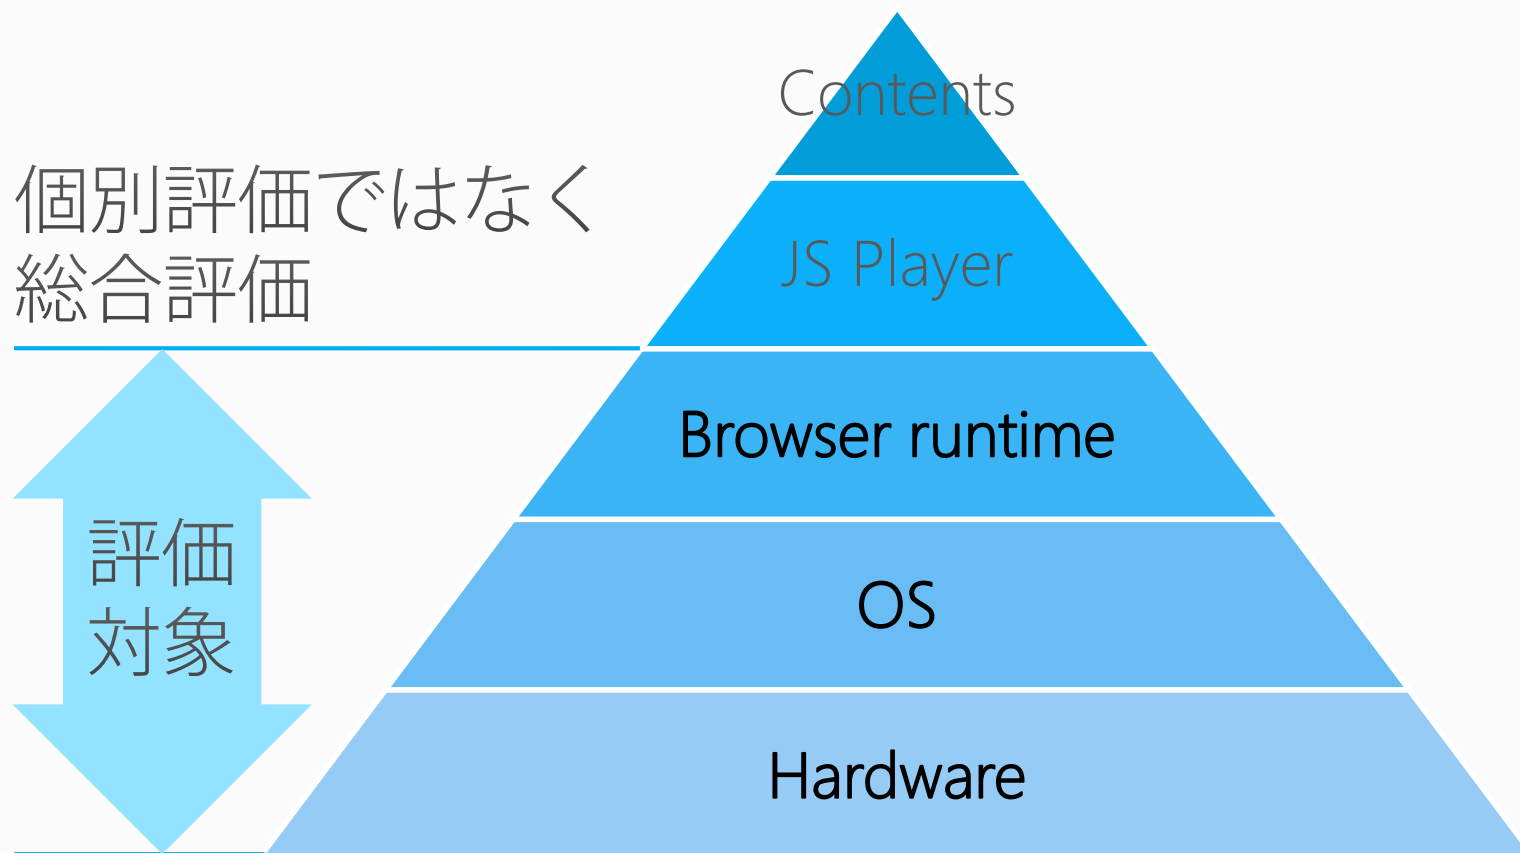 Contents
個別評価ではなく
総合評価
JS Player
Browser runtime
評価
対象
OS
Hardware